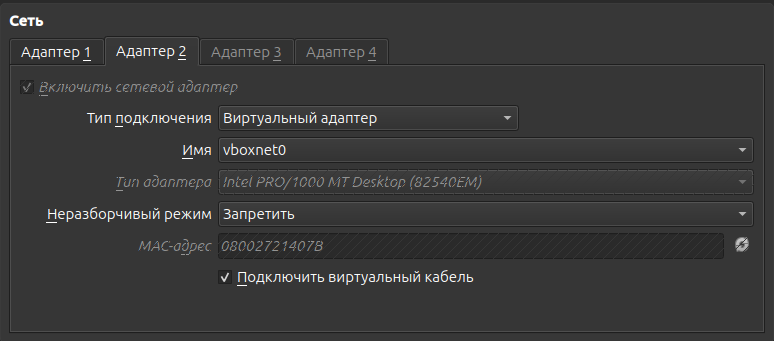 Сеть
Адаптер 1 Адаптер 2 Адаптер 3 Адаптер 4
Включить сетевой адаптер
Тип подключения Виртуальный адаптер
Имя vboxnet0
Тип адаптера Intel PRO/1000 MT Desktop (82540EM)
Неразборчивый режим Запретить
MAC-адрес 08002721407B
Подключить виртуальный кабель